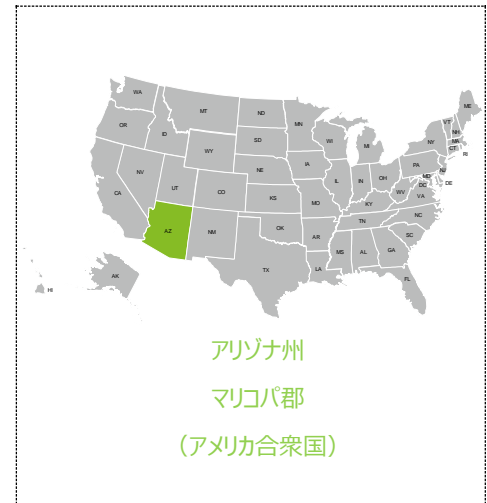 WA
OR
ID
MT
ND
MN
WI
MI
ME
VT
NH
NY
MA
CT
RI
SD
WY
NE
IA
IL
IN
OH
PA
NJ
MD
DE
DC
NV
UT
CO
KS
MO
KY
WV
VA
CA
AZ
NM
OK
AR
TN
NC
SC
TX
LA
MS
AL
GA
FL
HI
AK
アリゾナ州
マリコパ郡
（アメリカ合衆国）